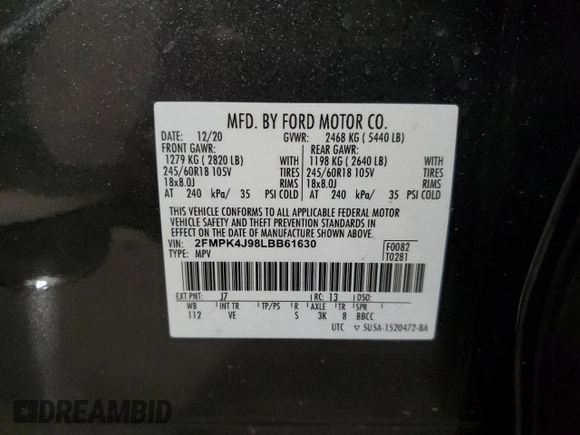 MFD. BY FORD MOTOR CO.
DATE: 12/20 GVWR: 2468 KG ( 5440 LB)
FRONT GAWR: REAR GAWR:
1279 KG ( 2820 LB) WITH 1198 KG ( 2640 LB) WITH
245/60R18 105V TIRES 245/60R18 105V TIRES
18x8.0J RIMS 18x8.0J RIMS
AT 240 kPa/ 35 PSI COLD AT 240 kPa/ 35 PSI COLD
THIS VEHICLE CONFORMS TO ALL APPLICABLE FEDERAL MOTOR
VEHICLE SAFETY AND THEFT PREVENTION STANDARDS IN
EFFECT ON THE DATE OF MANUFACTURE SHOWN ABOVE.
VIN: 2FMPK4J98LBB61630 F0082
TYPE: MPV T0281
EXT PNT: J7 RC: 13 DSO:
WB INT TR TP/PS R AXLE TR SPR
112 VE S 3K 8 BBCC
UTC ▽ 5U5A-1520472-BA
DREAMBID